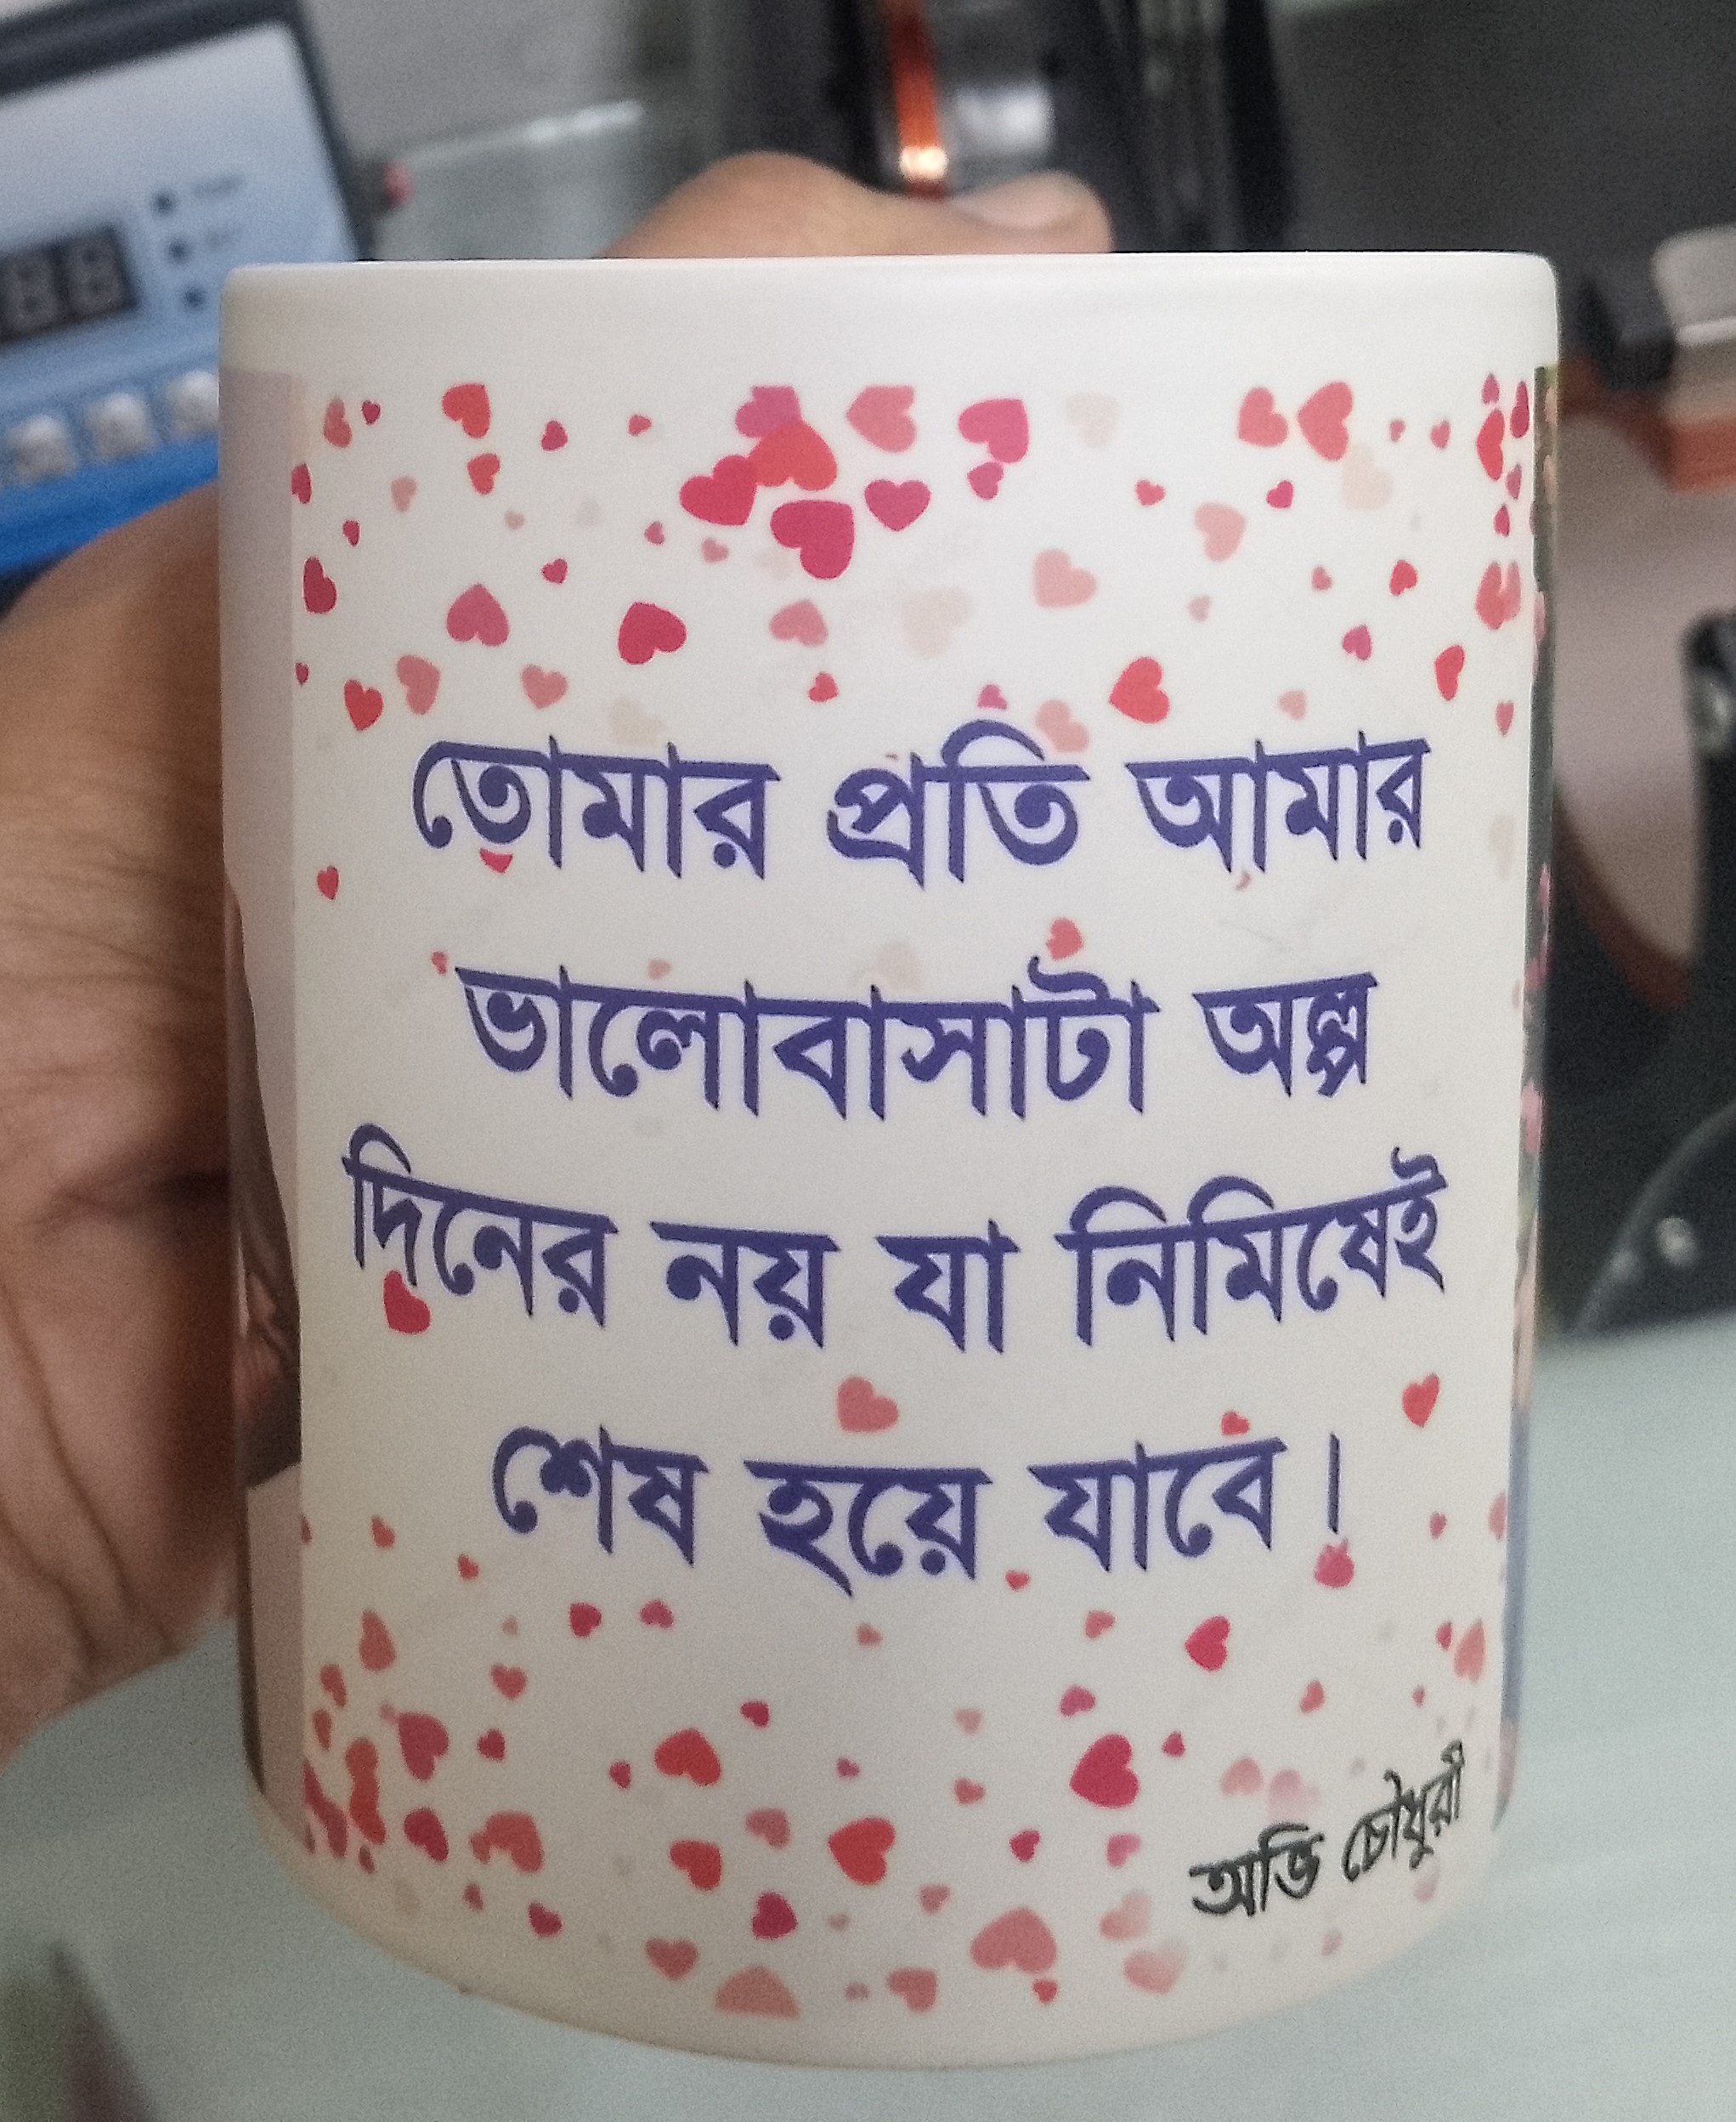 তোমার প্রতি আমার
ভালোবাসাটা অল্প
দিনের নয় যা নিমিষেই
শেষ হয়ে যাবে।
অভি চৌধুরী